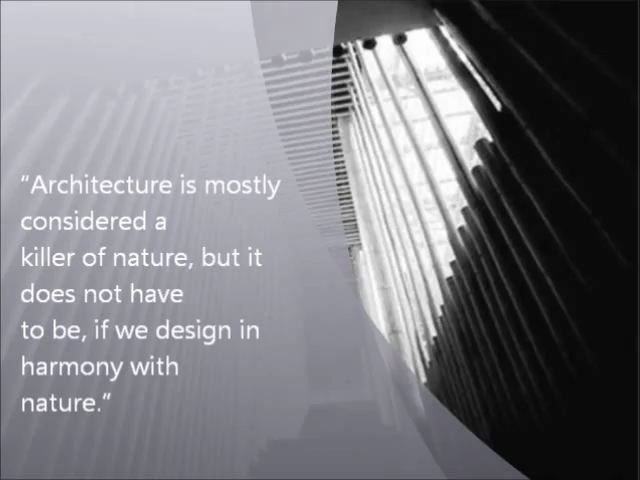 “Architecture is mostly
considered a
killer of nature, but it
does not have
to be, if we design in
harmony with
nature.”